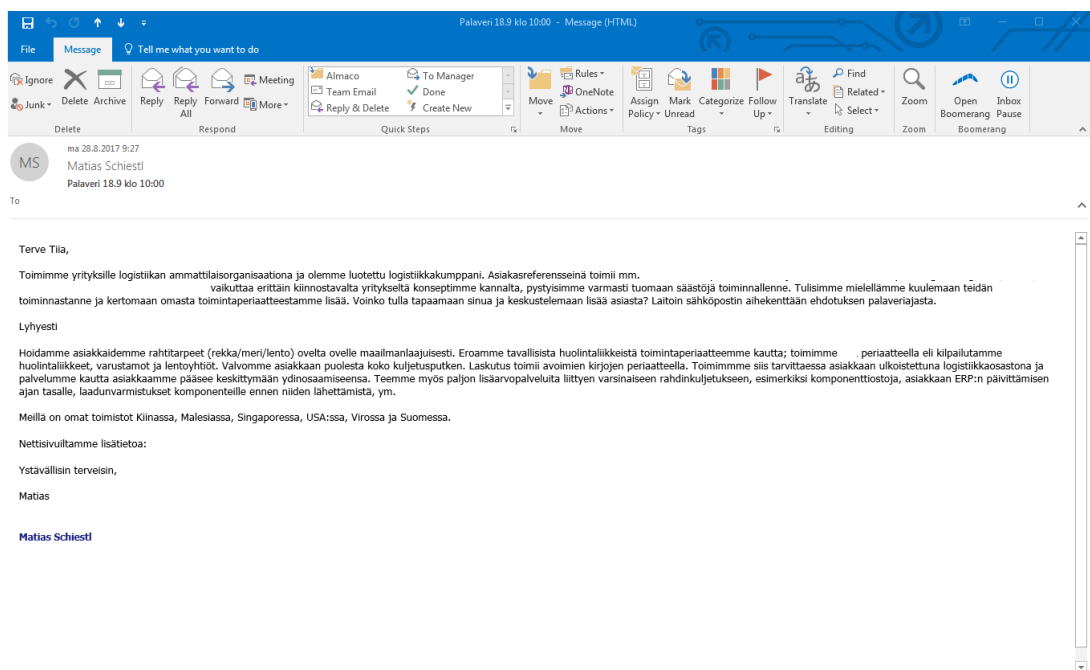 Palaveri 18.9 klo 10:00 - Message (HTML)
File Message Tell me what you want to do
Ignore
Junk
Delete Archive
Reply Reply All Forward
Meeting
More
Almaco
Team Email
Reply & Delete
To Manager
Done
Create New
Move
Rules
OneNote
Actions
Assign Policy
Mark Unread
Categorize
Follow Up
Translate
Find
Related
Select
Zoom
Open Boomerang
Inbox Pause
Delete Respond Quick Steps Move Tags Editing Zoom Boomerang
MS
ma 28.8.2017 9:27
Matias Schiestl
Palaveri 18.9 klo 10:00
To
Terve Tiia,
Toimimme yrityksille logistiikan ammattilaisorganisaationa ja olemme luotettu logistiikkakumppani. Asiakasreferensseinä toimii mm.
vaikuttaa erittäin kiinnostavalta yritykseltä konseptimme kannalta, pystyisimme varmasti tuomaan säästöjä toiminnallenne. Tulisimme mielellämme kuulemaan teidän
toiminnastanne ja kertomaan omasta toimintaperiaatteestamme lisää. Voinko tulla tapaamaan sinua ja keskustelemaan lisää asiasta? Laitoin sähköpostin aihekenttään ehdotuksen palaveriajasta.
Lyhyesti
Hoidamme asiakkaidemme rahtitarpeet (rekka/meri/lento) ovelta ovelle maailmanlaajuisesti. Eroamme tavallisista huolintaliikkeistä toimintaperiaatteemme kautta; toimimme periaatteella eli kilpailutamme
huolintaliikkeet, varustamot ja lentoyhtiöt. Valvomme asiakkaan puolesta koko kuljetusputken. Laskutus toimii avoimien kirjojen periaatteella. Toimimmme siis tarvittaessa asiakkaan ulkoistettuna logistiikkaosastona ja
palvelumme kautta asiakkaamme pääsee keskittymään ydinosaamiseensa. Teemme myös paljon lisäarvopalveluita liittyen varsinaiseen rahdinkuljetukseen, esimerkiksi komponenttiostoja, asiakkaan ERP:n päivittämisen
ajan tasalle, laadunvarmistukset komponenteille ennen niiden lähettämistä, ym.
Meillä on omat toimistot Kiinassa, Malesiassa, Singaporessa, USA:ssa, Virossa ja Suomessa.
Nettisivuiltamme lisätietoa:
Ystävällisin terveisin,
Matias
Matias Schiestl